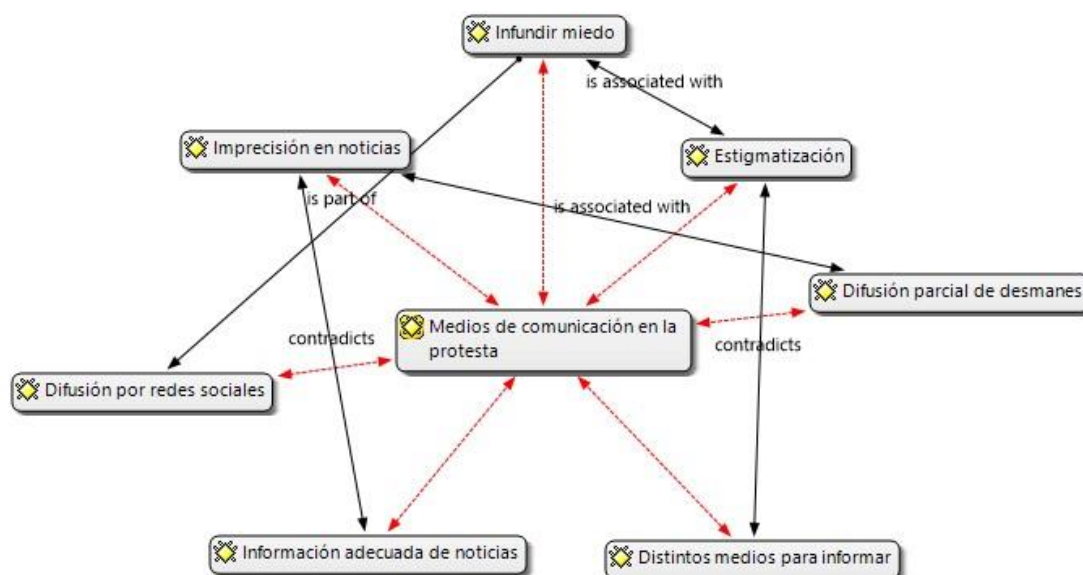 Infundir miedo
is associated with
Imprecisión en noticias
Estigmatización
is part of
is associated with
Difusión parcial de desmanes
Medios de comunicación en la
protesta
contradicts
contradicts
Difusión por redes sociales
Información adecuada de noticias
Distintos medios para informar